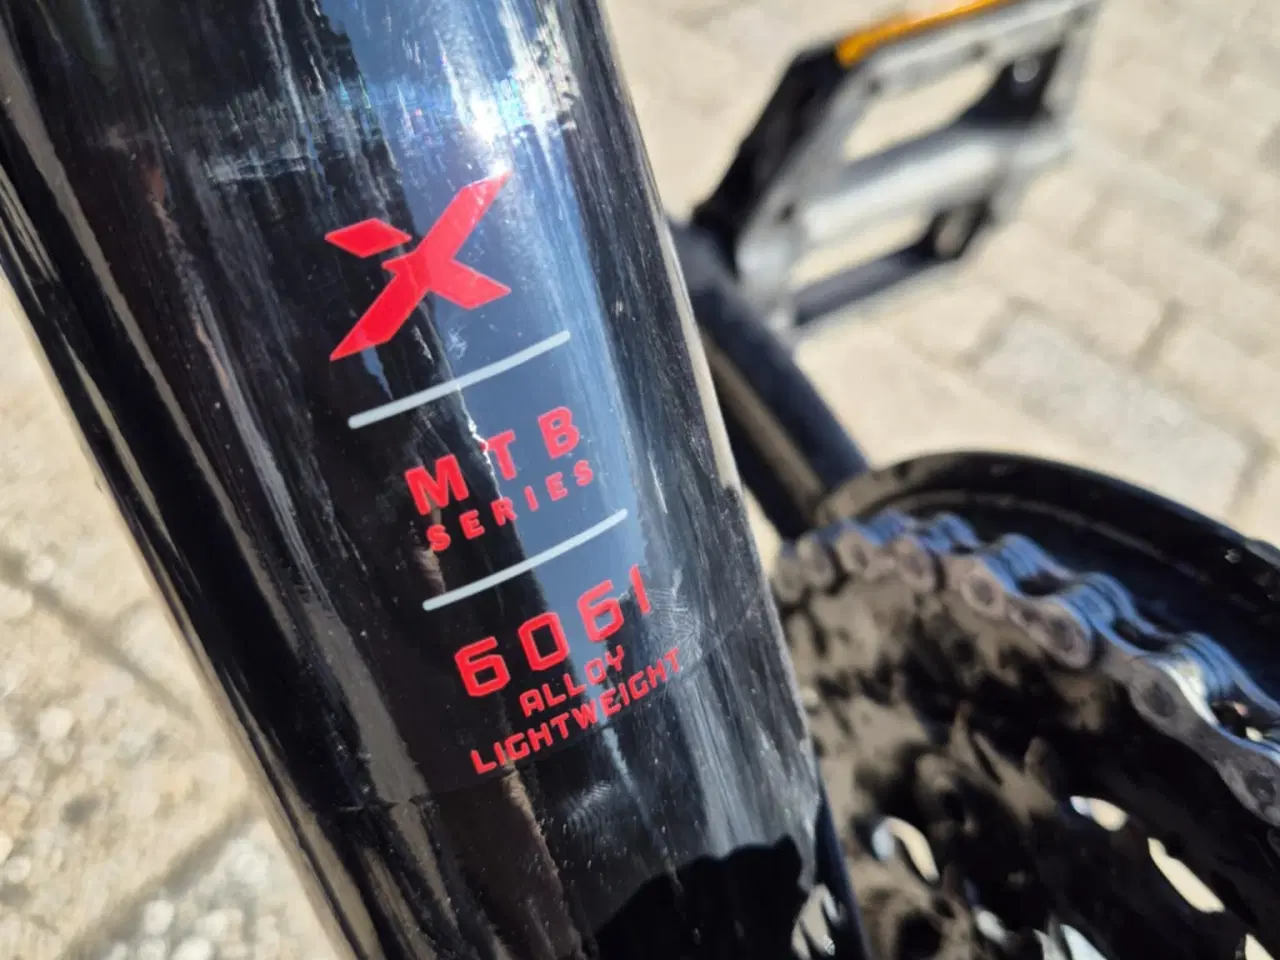 X
MTB
SERIES
6061
ALLOY
LIGHTWEIGHT